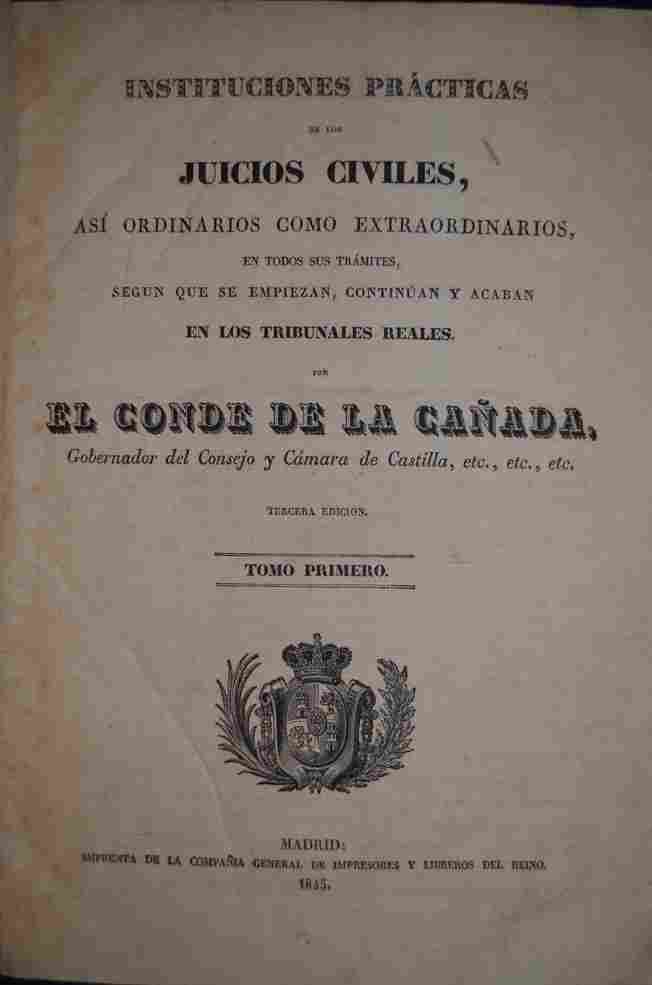 INSTITUCIONES PRÁCTICAS
DE LOS
JUICIOS CIVILES,
ASÍ ORDINARIOS COMO EXTRAORDINARIOS,
EN TODOS SUS TRÁMITES,
SEGUN QUE SE EMPIEZAN, CONTINÚAN Y ACABAN
EN LOS TRIBUNALES REALES.
POR
EL CONDE DE LA CAÑADA,
Gobernador del Consejo y Cámara de Castilla, etc., etc., etc.
TERCERA EDICION.
TOMO PRIMERO.
MADRID:
IMPRENTA DE LA COMPAÑIA GENERAL DE IMPRESORES Y LIBREROS DEL REINO.
1845.